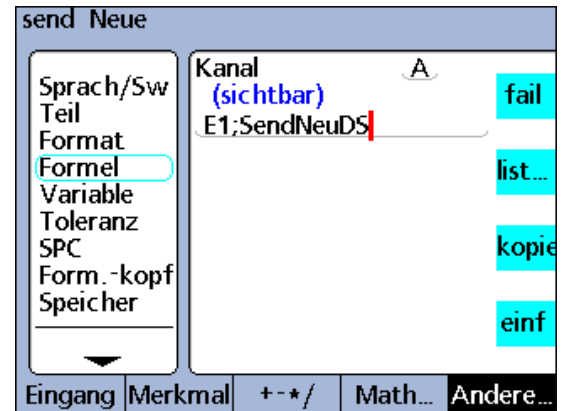 send Neue
Sprach/Sw
Teil
Format
Formel
Variable
Toleranz
SPC
Form.-kopf
Speicher
Kanal A
(sichtbar)
E1;SendNeuDS
fail
list...
kopie
einf
Eingang Merkmal +-*/ Math... Andere...